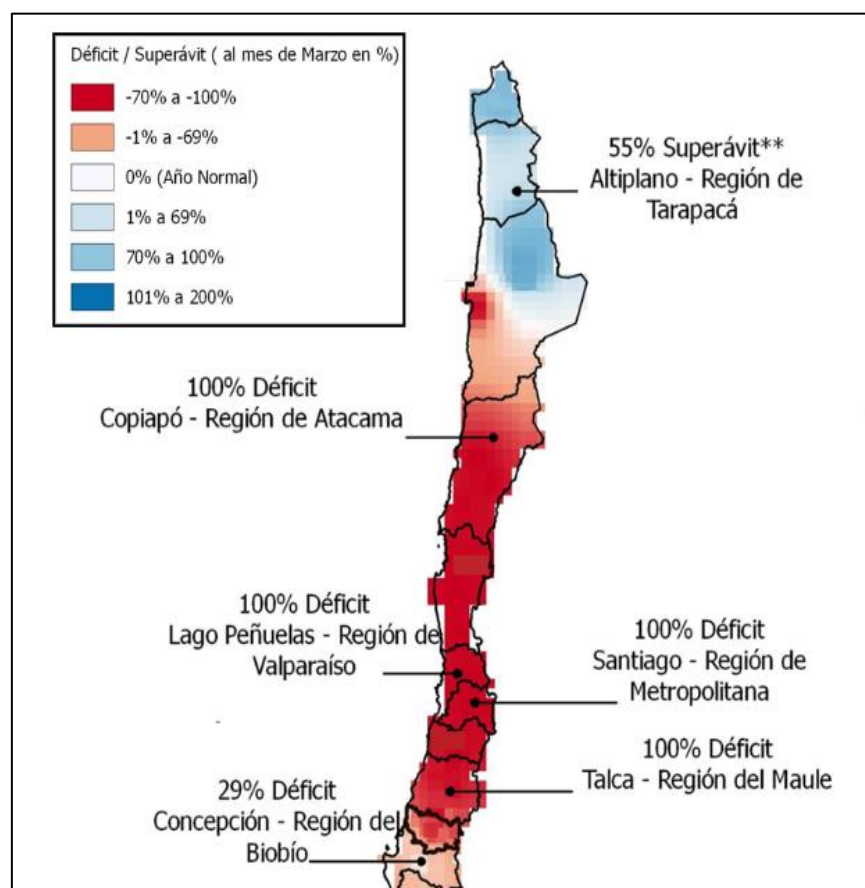 Déficit / Superávit ( al mes de Marzo en %)
-70% a -100%
-1% a -69%
0% (Año Normal)
1% a 69%
70% a 100%
101% a 200%
55% Superávit**
Altiplano - Región de
Tarapacá
100% Déficit
Copiapó - Región de Atacama
100% Déficit
Lago Peñuelas - Región de
Valparaíso
100% Déficit
Santiago - Región de
Metropolitana
100% Déficit
Talca - Región del Maule
29% Déficit
Concepción - Región del
Biobío